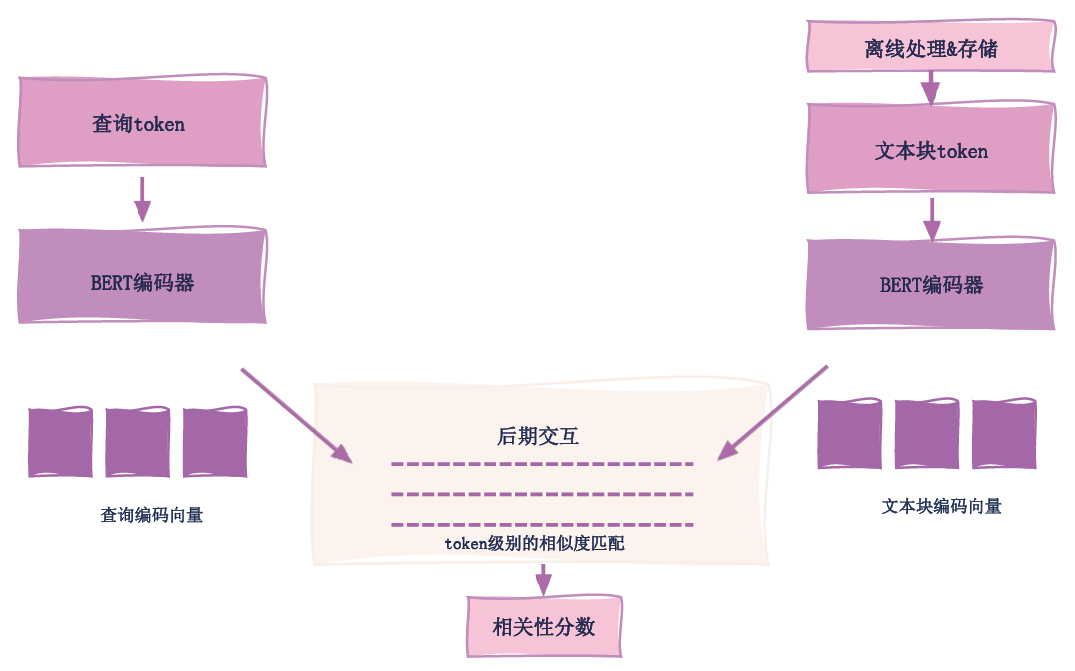 查询token
BERT编码器
查询编码向量
离线处理&存储
文本块token
BERT编码器
文本块编码向量
后期交互
token级别的相似度匹配
相关性分数